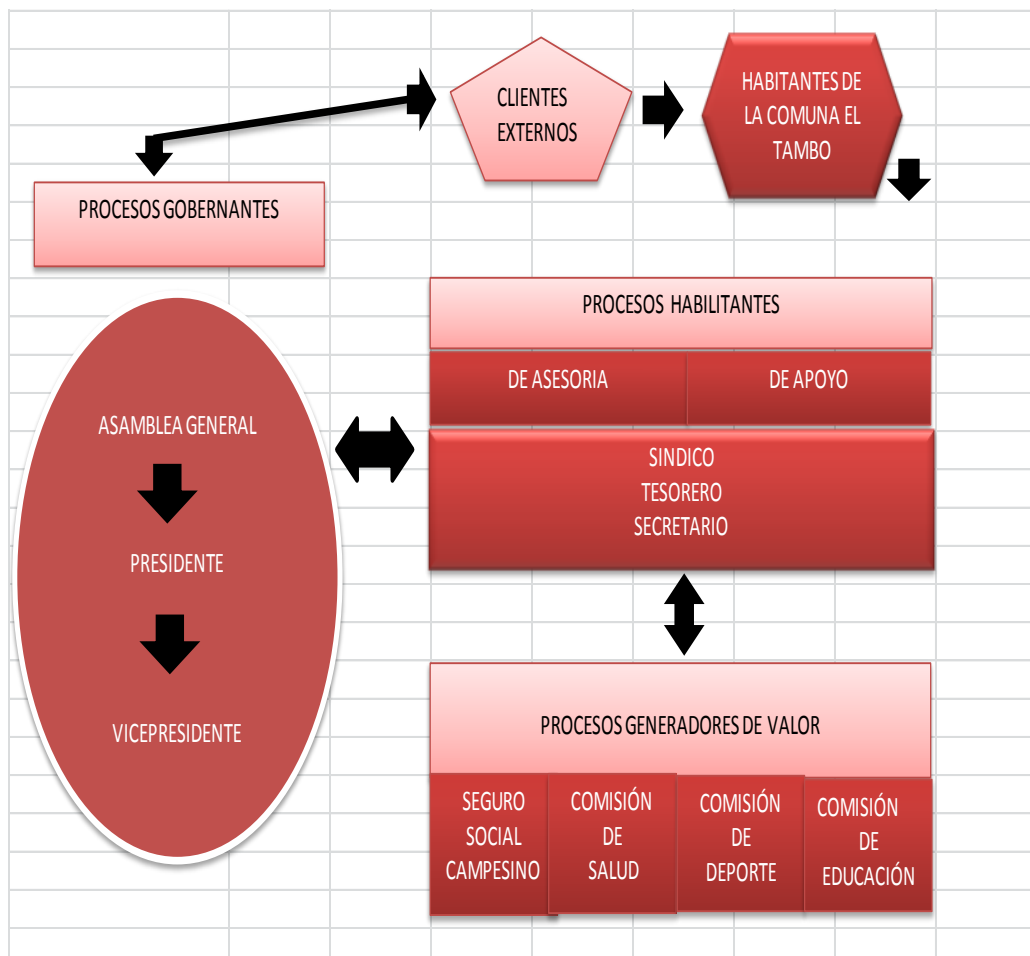 CLIENTES
EXTERNOS
HABITANTES DE
LA COMUNA EL
TAMBO
PROCESOS GOBERNANTES
PROCESOS HABILITANTES
DE ASESORIA
DE APOYO
ASAMBLEA GENERAL
SINDICO
TESORERO
SECRETARIO
PRESIDENTE
VICEPRESIDENTE
PROCESOS GENERADORES DE VALOR
SEGURO
SOCIAL
CAMPESINO
COMISIÓN
DE
SALUD
COMISIÓN
DE
DEPORTE
COMISIÓN
DE
EDUCACIÓN